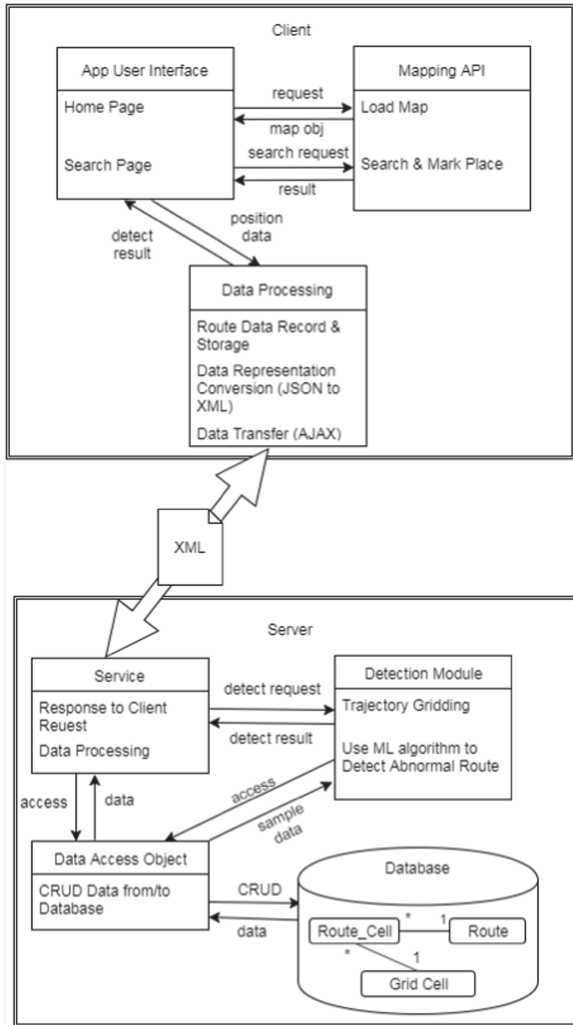 Client
App User Interface
Home Page
Search Page
request
map obj
search request
result
Mapping API
Load Map
Search & Mark Place
detect
result
position
data
Data Processing
Route Data Record &
Storage
Data Representation
Conversion (JSON to
XML)
Data Transfer (AJAX)
XML
Server
Service
Response to Client
Reuest
Data Processing
detect request
detect result
Detection Module
Trajectory Gridding
Use ML algorithm to
Detect Abnormal Route
access
data
access
sample
data
Data Access Object
CRUD Data from/to
Database
CRUD
data
Database
Route_Cell
*
1
Route
*
1
Grid Cell